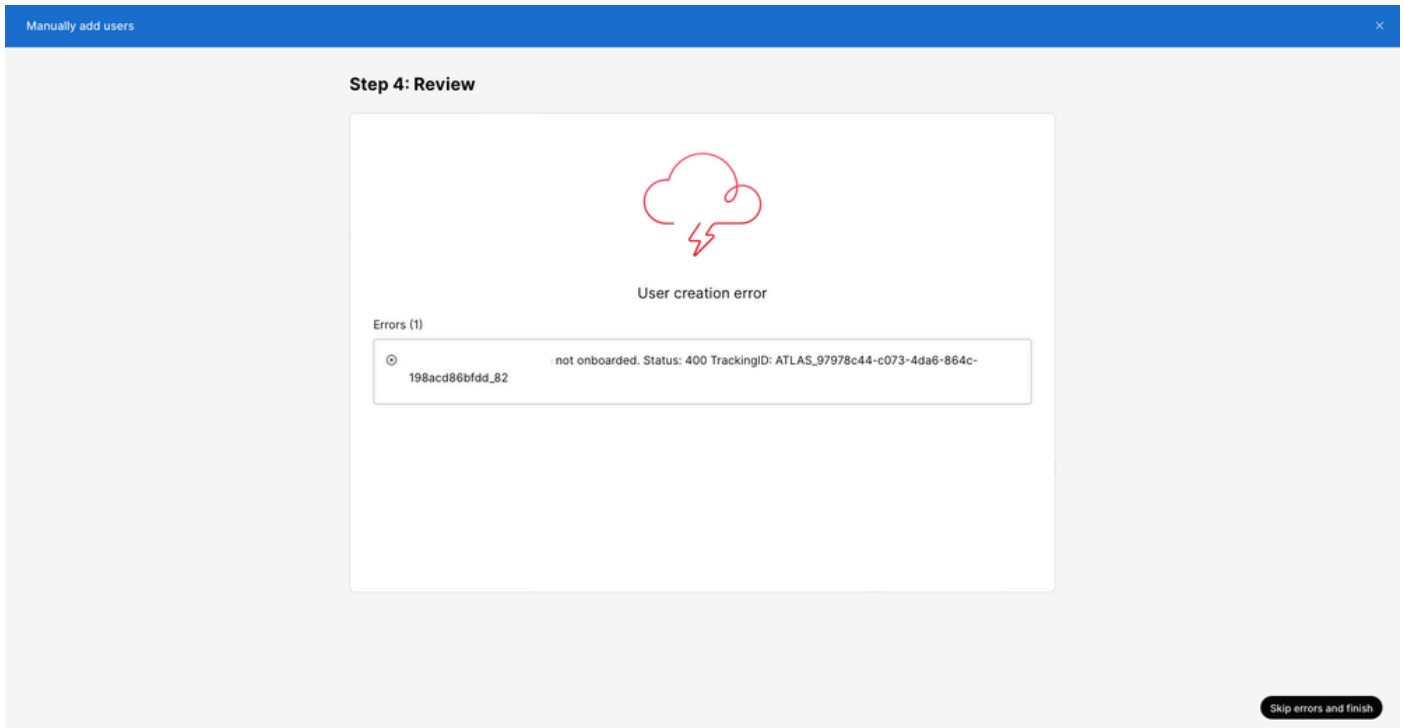 Manually add users
Step 4: Review
User creation error
Errors (1)
not onboarded. Status: 400 TrackingID: ATLAS_97978c44-c073-4da6-864c-
198acd86bfdd_82
Skip errors and finish